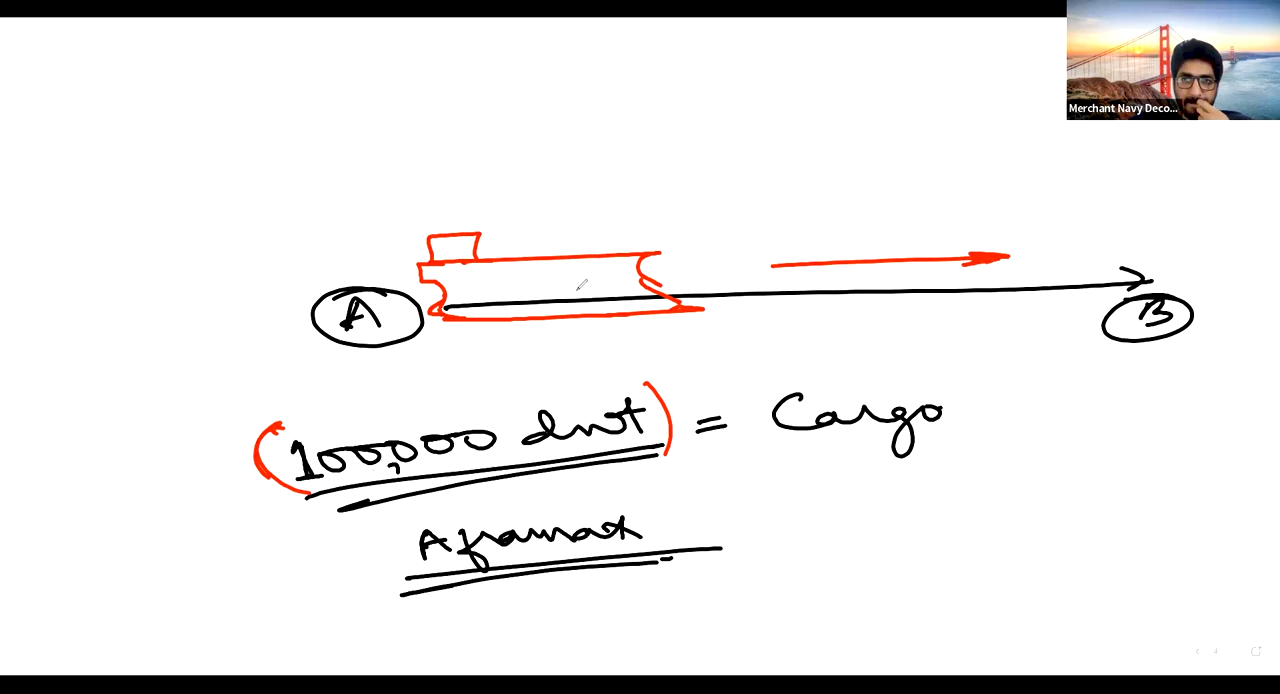 Merchant Navy Deco...
A
B
100,000 dwt = Cargo
Aframax